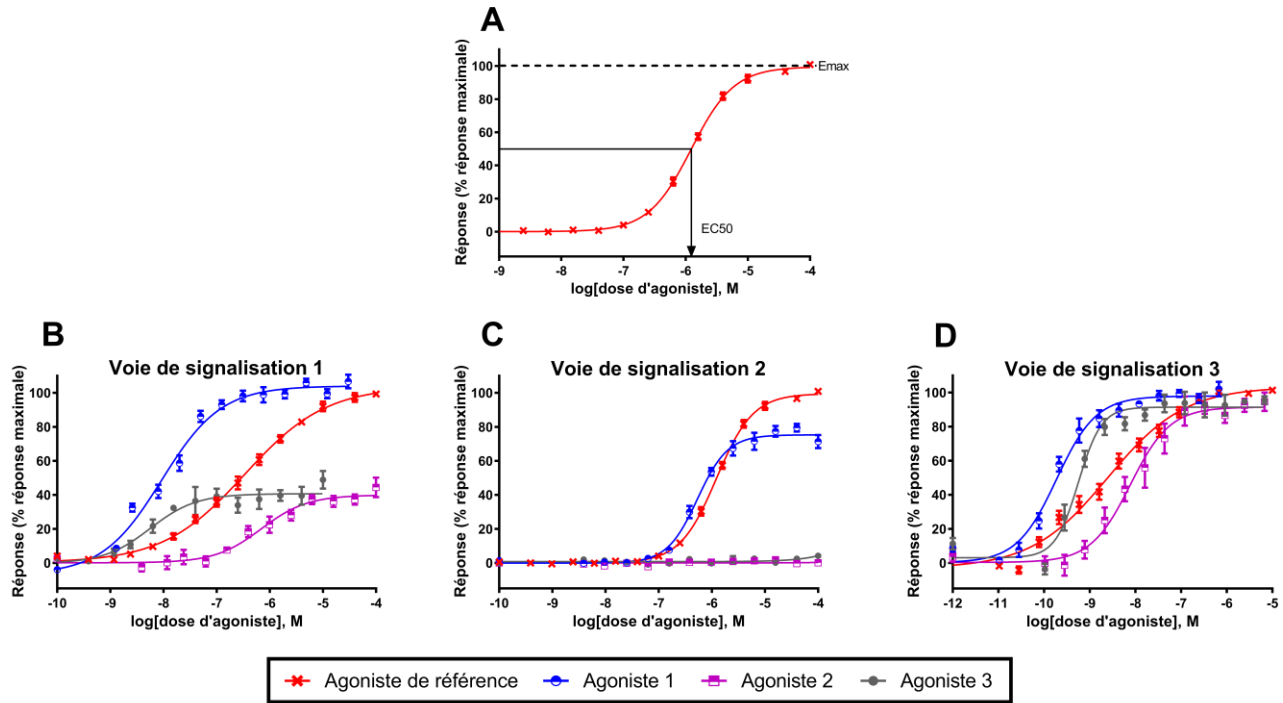 A
Réponse (% réponse maximale)
100
80
60
40
20
0
Emax
EC50
-9 -8 -7 -6 -5 -4
log[dose d'agoniste], M
B
Voie de signalisation 1
Réponse (% réponse maximale)
100
80
60
40
20
0
-10 -9 -8 -7 -6 -5 -4
log[dose d'agoniste], M
C
Voie de signalisation 2
Réponse (% réponse maximale)
100
80
60
40
20
0
-10 -9 -8 -7 -6 -5 -4
log[dose d'agoniste], M
D
Voie de signalisation 3
Réponse (% réponse maximale)
100
80
60
40
20
0
-12 -11 -10 -9 -8 -7 -6 -5
log[dose d'agoniste], M
Agoniste de référence Agoniste 1 Agoniste 2 Agoniste 3